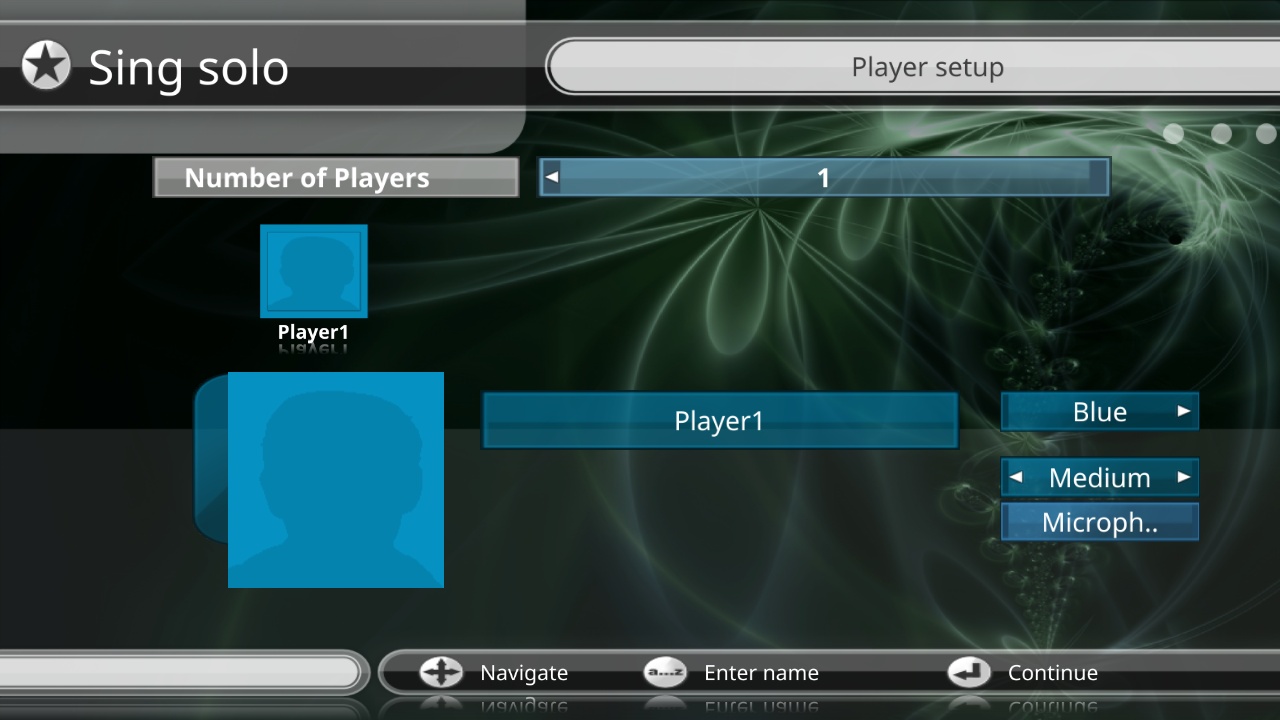 Sing solo
Player setup
Number of Players
1
Player1
Player1
Blue
Medium
Microph..
Navigate
a...z
Enter name
Continue